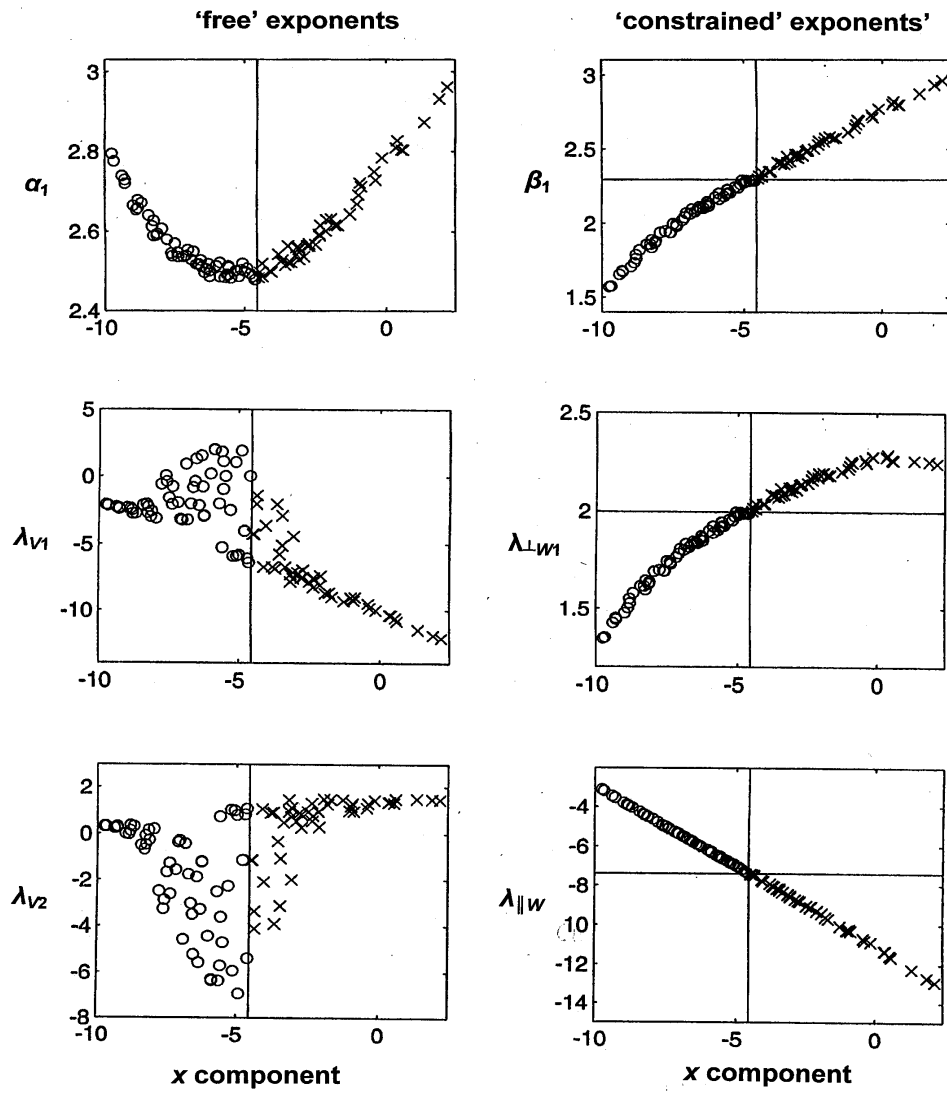 ‘free’ exponents
‘constrained’ exponents’
3
2.8
α1
2.6
2.4
-10 -5 0
3
2.5
β1
2
1.5
-10 -5 0
5
0
λV1
-5
-10
-10 -5 0
2.5
2
λ⊥W1
1.5
-10 -5 0
2
0
-2
λV2
-4
-6
-8
-10 -5 0
x component
-4
-6
-8
λ∥W
-10
-12
-14
-10 -5 0
x component